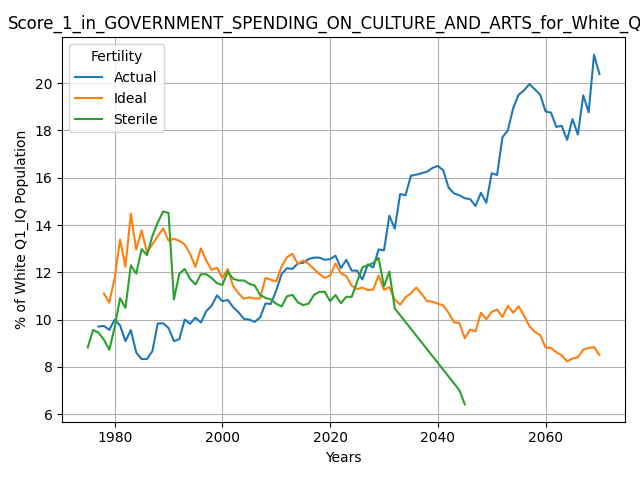 Score_1_in_GOVERNMENT_SPENDING_ON_CULTURE_AND_ARTS_for_White_Q
Fertility
Actual
Ideal
Sterile
% of White Q1_IQ Population
20
18
16
14
12
10
8
6
1980 2000 2020 2040 2060
Years